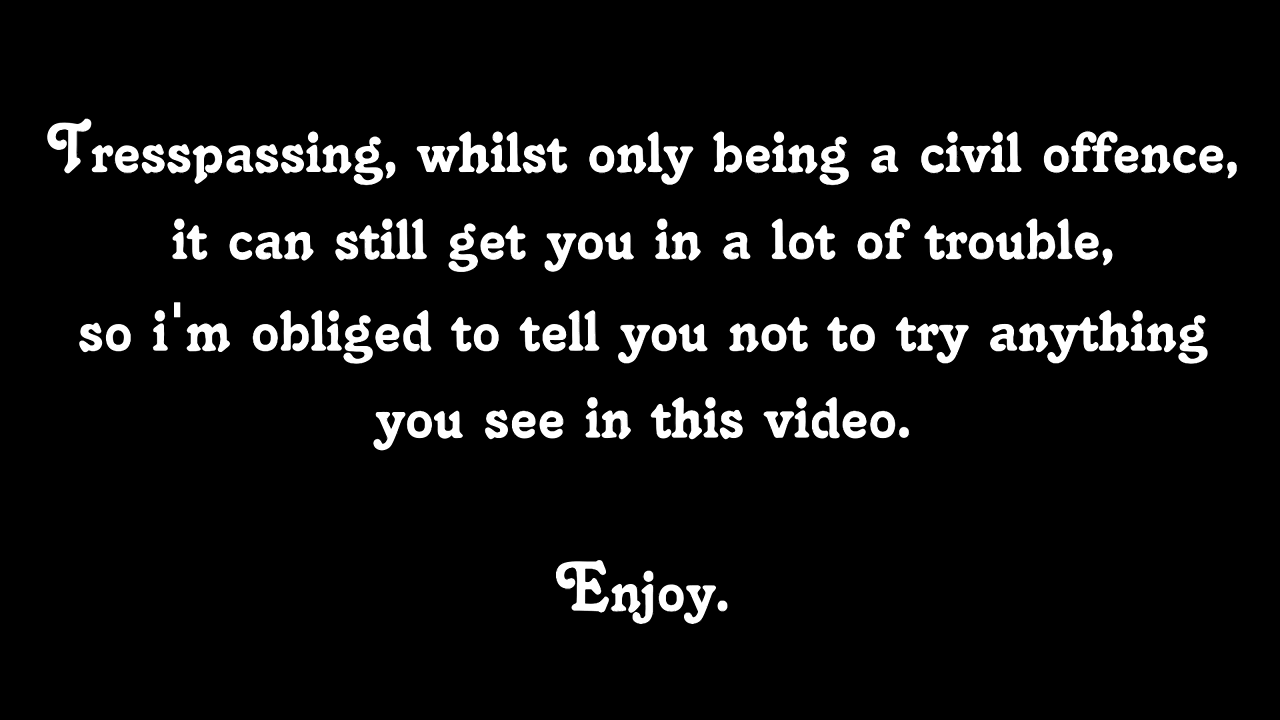 Tresspassing, whilst only being a civil offence,
it can still get you in a lot of trouble,
so i'm obliged to tell you not to try anything
you see in this video.
Enjoy.